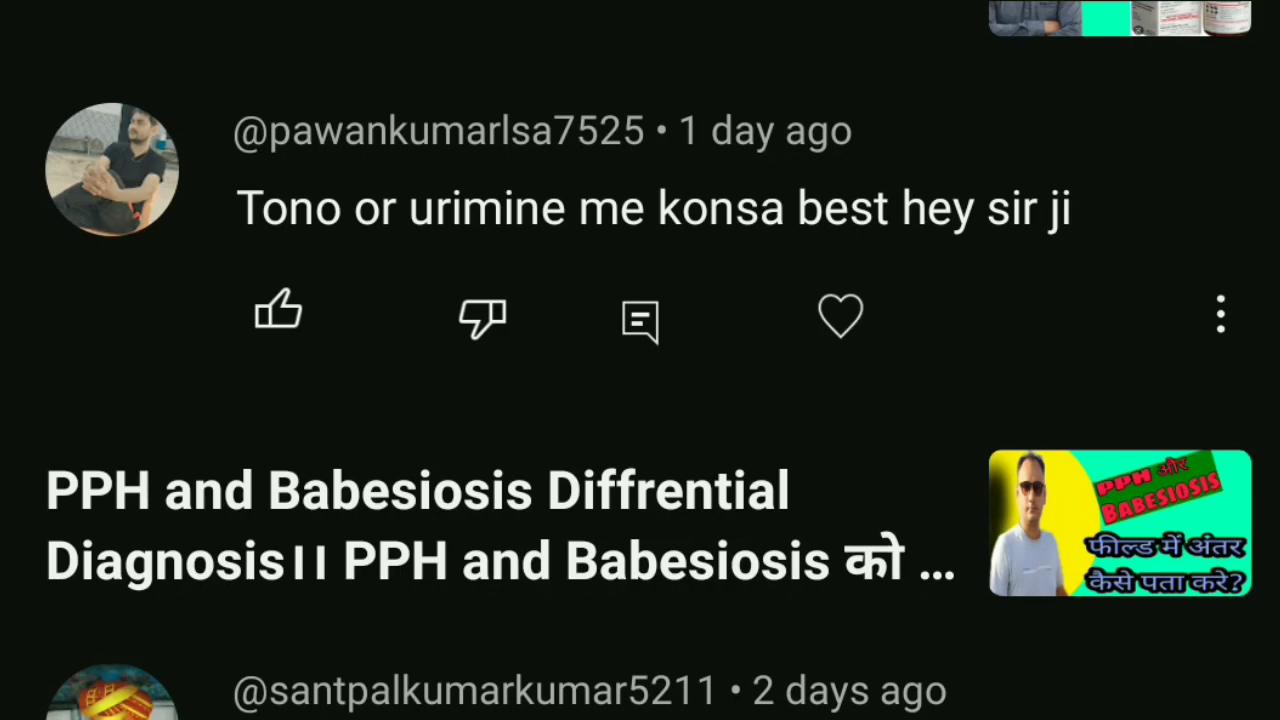 @pawankumarlsa7525 • 1 day ago
Tono or urimine me konsa best hey sir ji
PPH and Babesiosis Diffrential
Diagnosis।। PPH and Babesiosis को ...
PPH और
BABESIOSIS
फील्ड में अंतर
कैसे पता करे?
@santpalkumarkumar5211 • 2 days ago